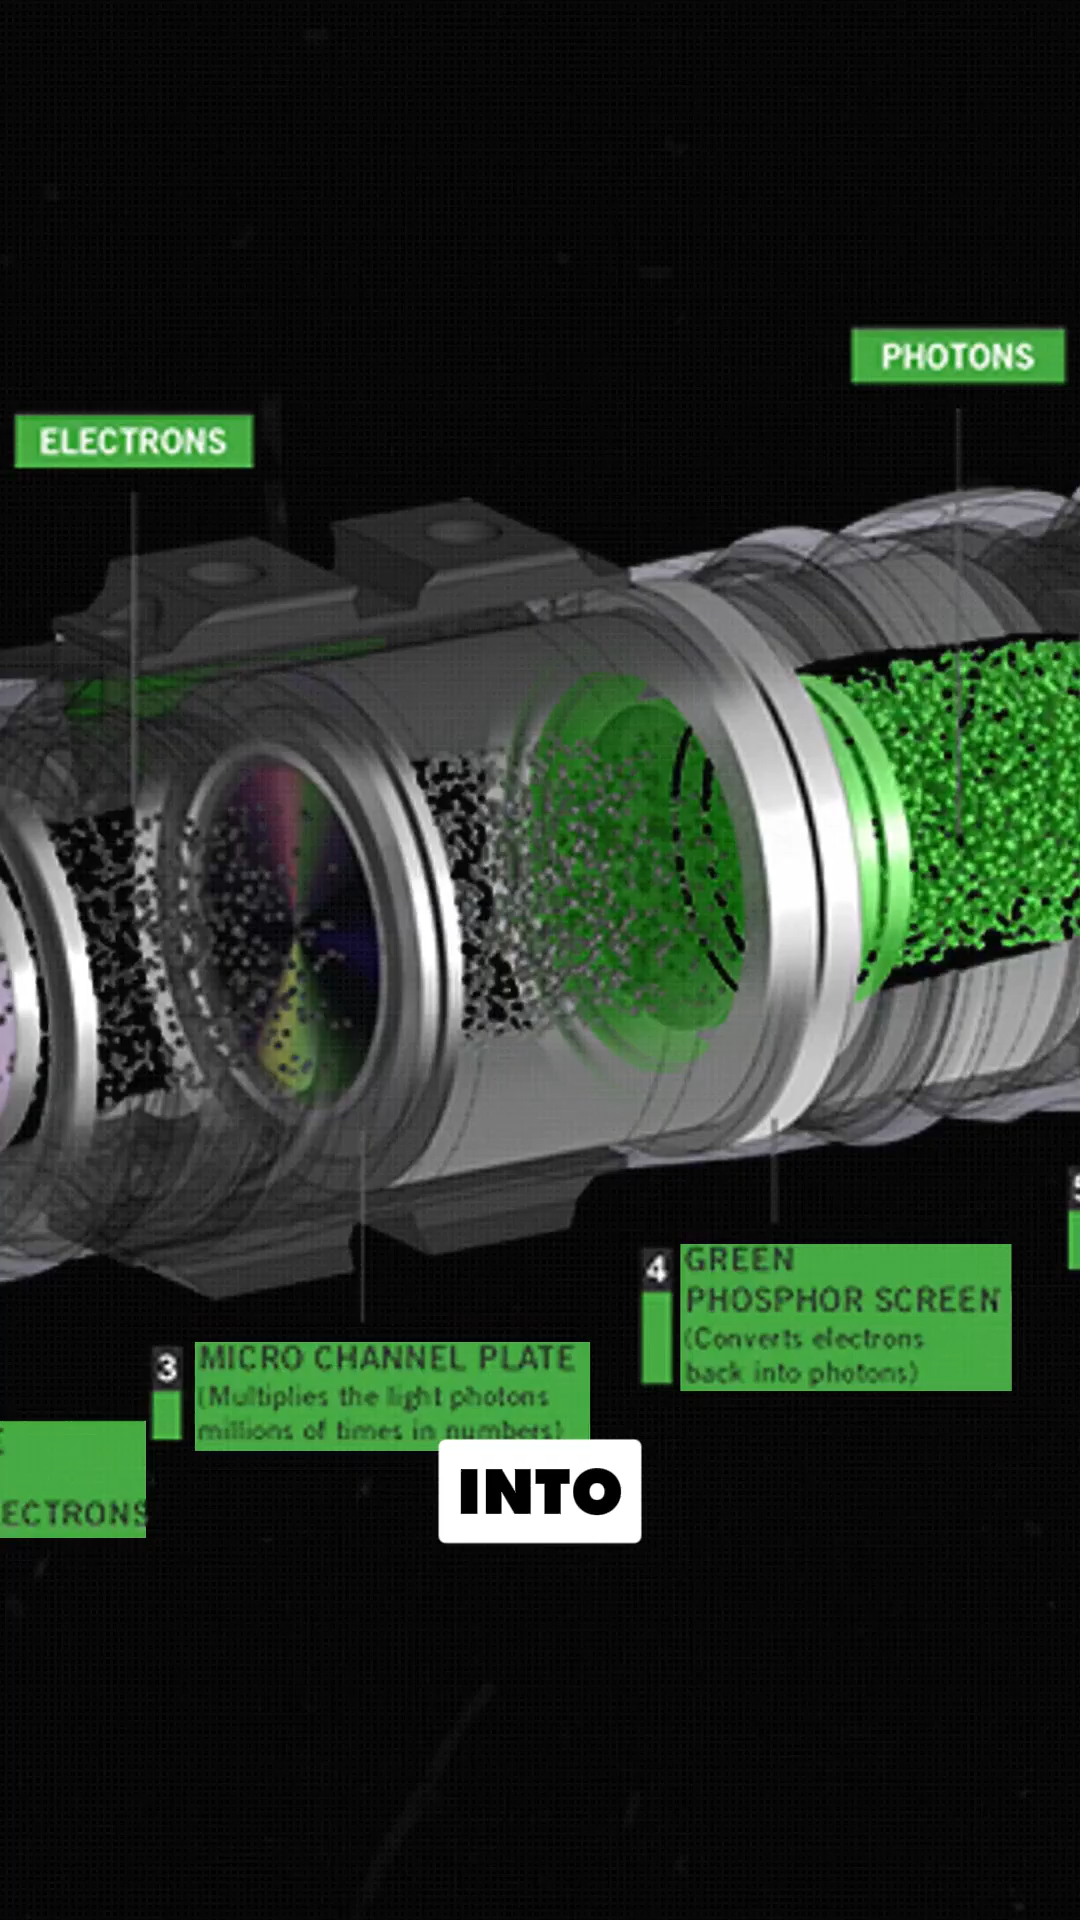 PHOTONS
ELECTRONS
4
GREEN
PHOSPHOR SCREEN
(Converts electrons
back into photons)
3
MICRO CHANNEL PLATE
(Multiplies the light photons
millions of times in numbers)
ECTRONS
INTO